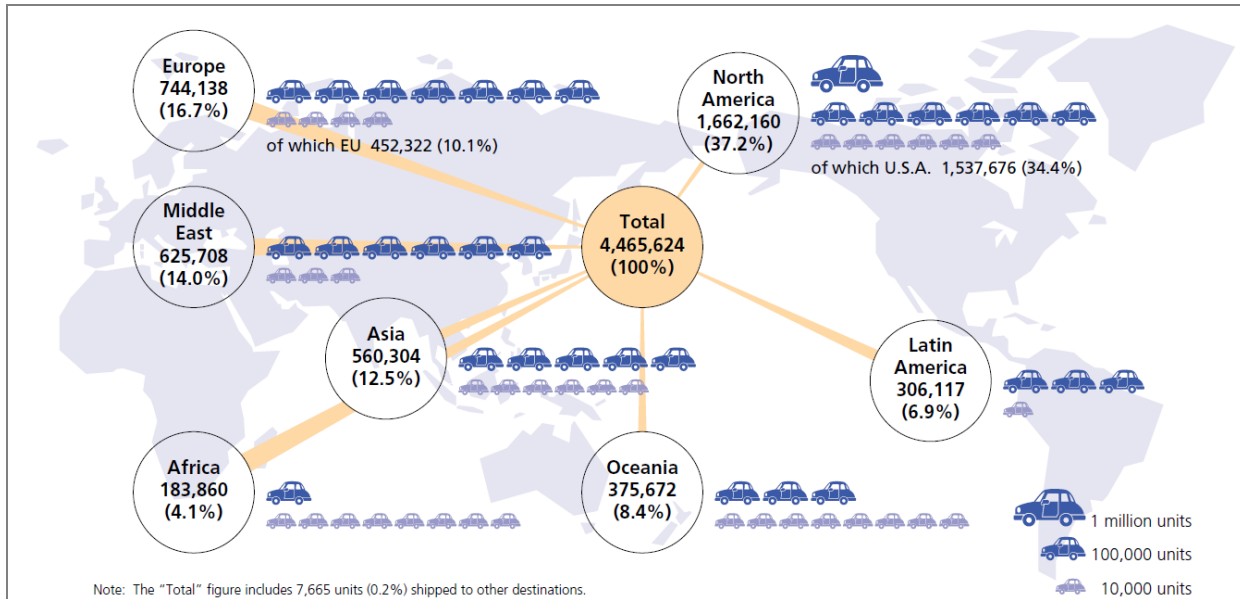 Europe
744,138
(16.7%)
of which EU  452,322 (10.1%)
North
America
1,662,160
(37.2%)
of which U.S.A.  1,537,676 (34.4%)
Middle
East
625,708
(14.0%)
Total
4,465,624
(100%)
Asia
560,304
(12.5%)
Latin
America
306,117
(6.9%)
Africa
183,860
(4.1%)
Oceania
375,672
(8.4%)
1 million units
100,000 units
10,000 units
Note:  The “Total” figure includes 7,665 units (0.2%) shipped to other destinations.